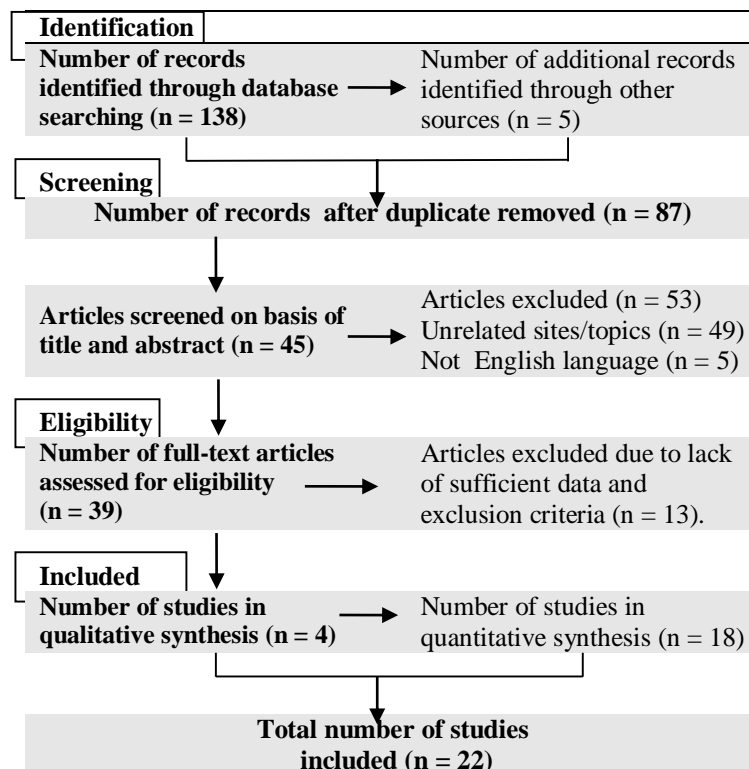 Identification
Number of records
identified through database
searching (n = 138)
Number of additional records
identified through other
sources (n = 5)
Screening
Number of records after duplicate removed (n = 87)
Articles screened on basis of
title and abstract (n = 45)
Articles excluded (n = 53)
Unrelated sites/topics (n = 49)
Not English language (n = 5)
Eligibility
Number of full-text articles
assessed for eligibility
(n = 39)
Articles excluded due to lack
of sufficient data and
exclusion criteria (n = 13).
Included
Number of studies in
qualitative synthesis (n = 4)
Number of studies in
quantitative synthesis (n = 18)
Total number of studies
included (n = 22)